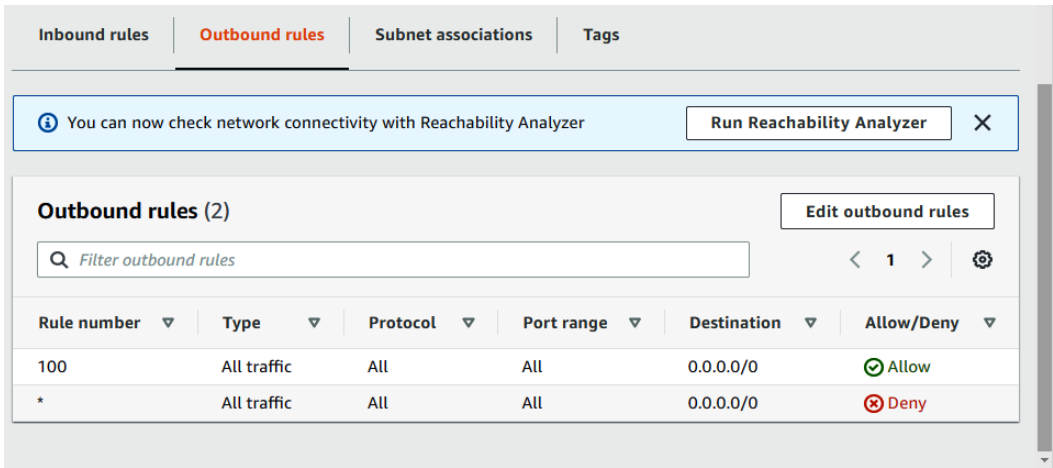 Inbound rules Outbound rules Subnet associations Tags
You can now check network connectivity with Reachability Analyzer Run Reachability Analyzer
Outbound rules (2) Edit outbound rules
Filter outbound rules 1
Rule number Type Protocol Port range Destination Allow/Deny
100 All traffic All All 0.0.0.0/0 Allow
* All traffic All All 0.0.0.0/0 Deny